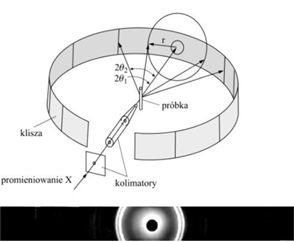 r
2θ₂
2θ₁
próbka
klisza
kolimatory
promieniowanie X